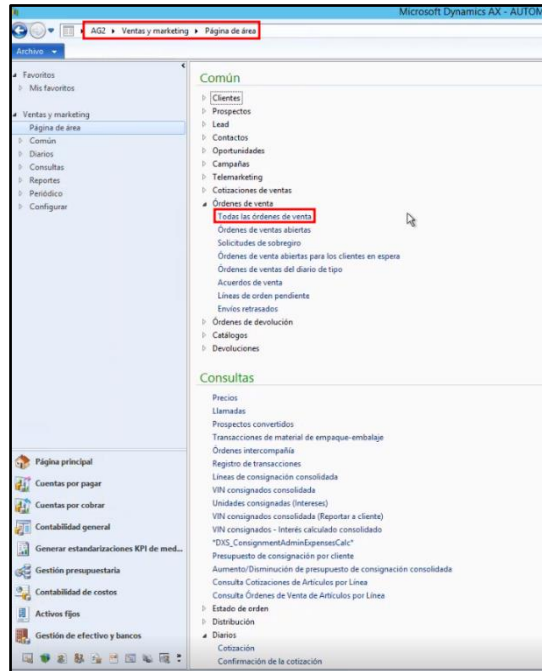 Microsoft Dynamics AX - AUTOM
AG2 ▸ Ventas y marketing ▸ Página de área
Archivo
Favoritos
Mis favoritos
Ventas y marketing
Página de área
Común
Diarios
Consultas
Reportes
Periódico
Configurar
Página principal
Cuentas por pagar
Cuentas por cobrar
Contabilidad general
Generar estandarizaciones KPI de med...
Gestión presupuestaria
Contabilidad de costos
Activos fijos
Gestión de efectivo y bancos
Común
Clientes
Prospectos
Lead
Contactos
Oportunidades
Campañas
Telemarketing
Cotizaciones de ventas
Órdenes de venta
Todas las órdenes de venta
Órdenes de ventas abiertas
Solicitudes de sobregiro
Órdenes de venta abiertas para los clientes en espera
Órdenes de ventas del diario de tipo
Acuerdos de venta
Líneas de orden pendiente
Envíos retrasados
Órdenes de devolución
Catálogos
Devoluciones
Consultas
Precios
Llamadas
Prospectos convertidos
Transacciones de material de empaque-embalaje
Órdenes intercompañía
Registro de transacciones
Líneas de consignación consolidada
VIN consignados consolidada
Unidades consignadas (Intereses)
VIN consignados consolidada (Reportar a cliente)
VIN consignados - Interés calculado consolidado
*DXS_ConsignmentAdminExpensesCalc*
Presupuesto de consignación por cliente
Aumento/Disminución de presupuesto de consignación consolidada
Consulta Cotizaciones de Artículos por Línea
Consulta Órdenes de Venta de Artículos por Línea
Estado de orden
Distribución
Diarios
Cotización
Confirmación de la cotización